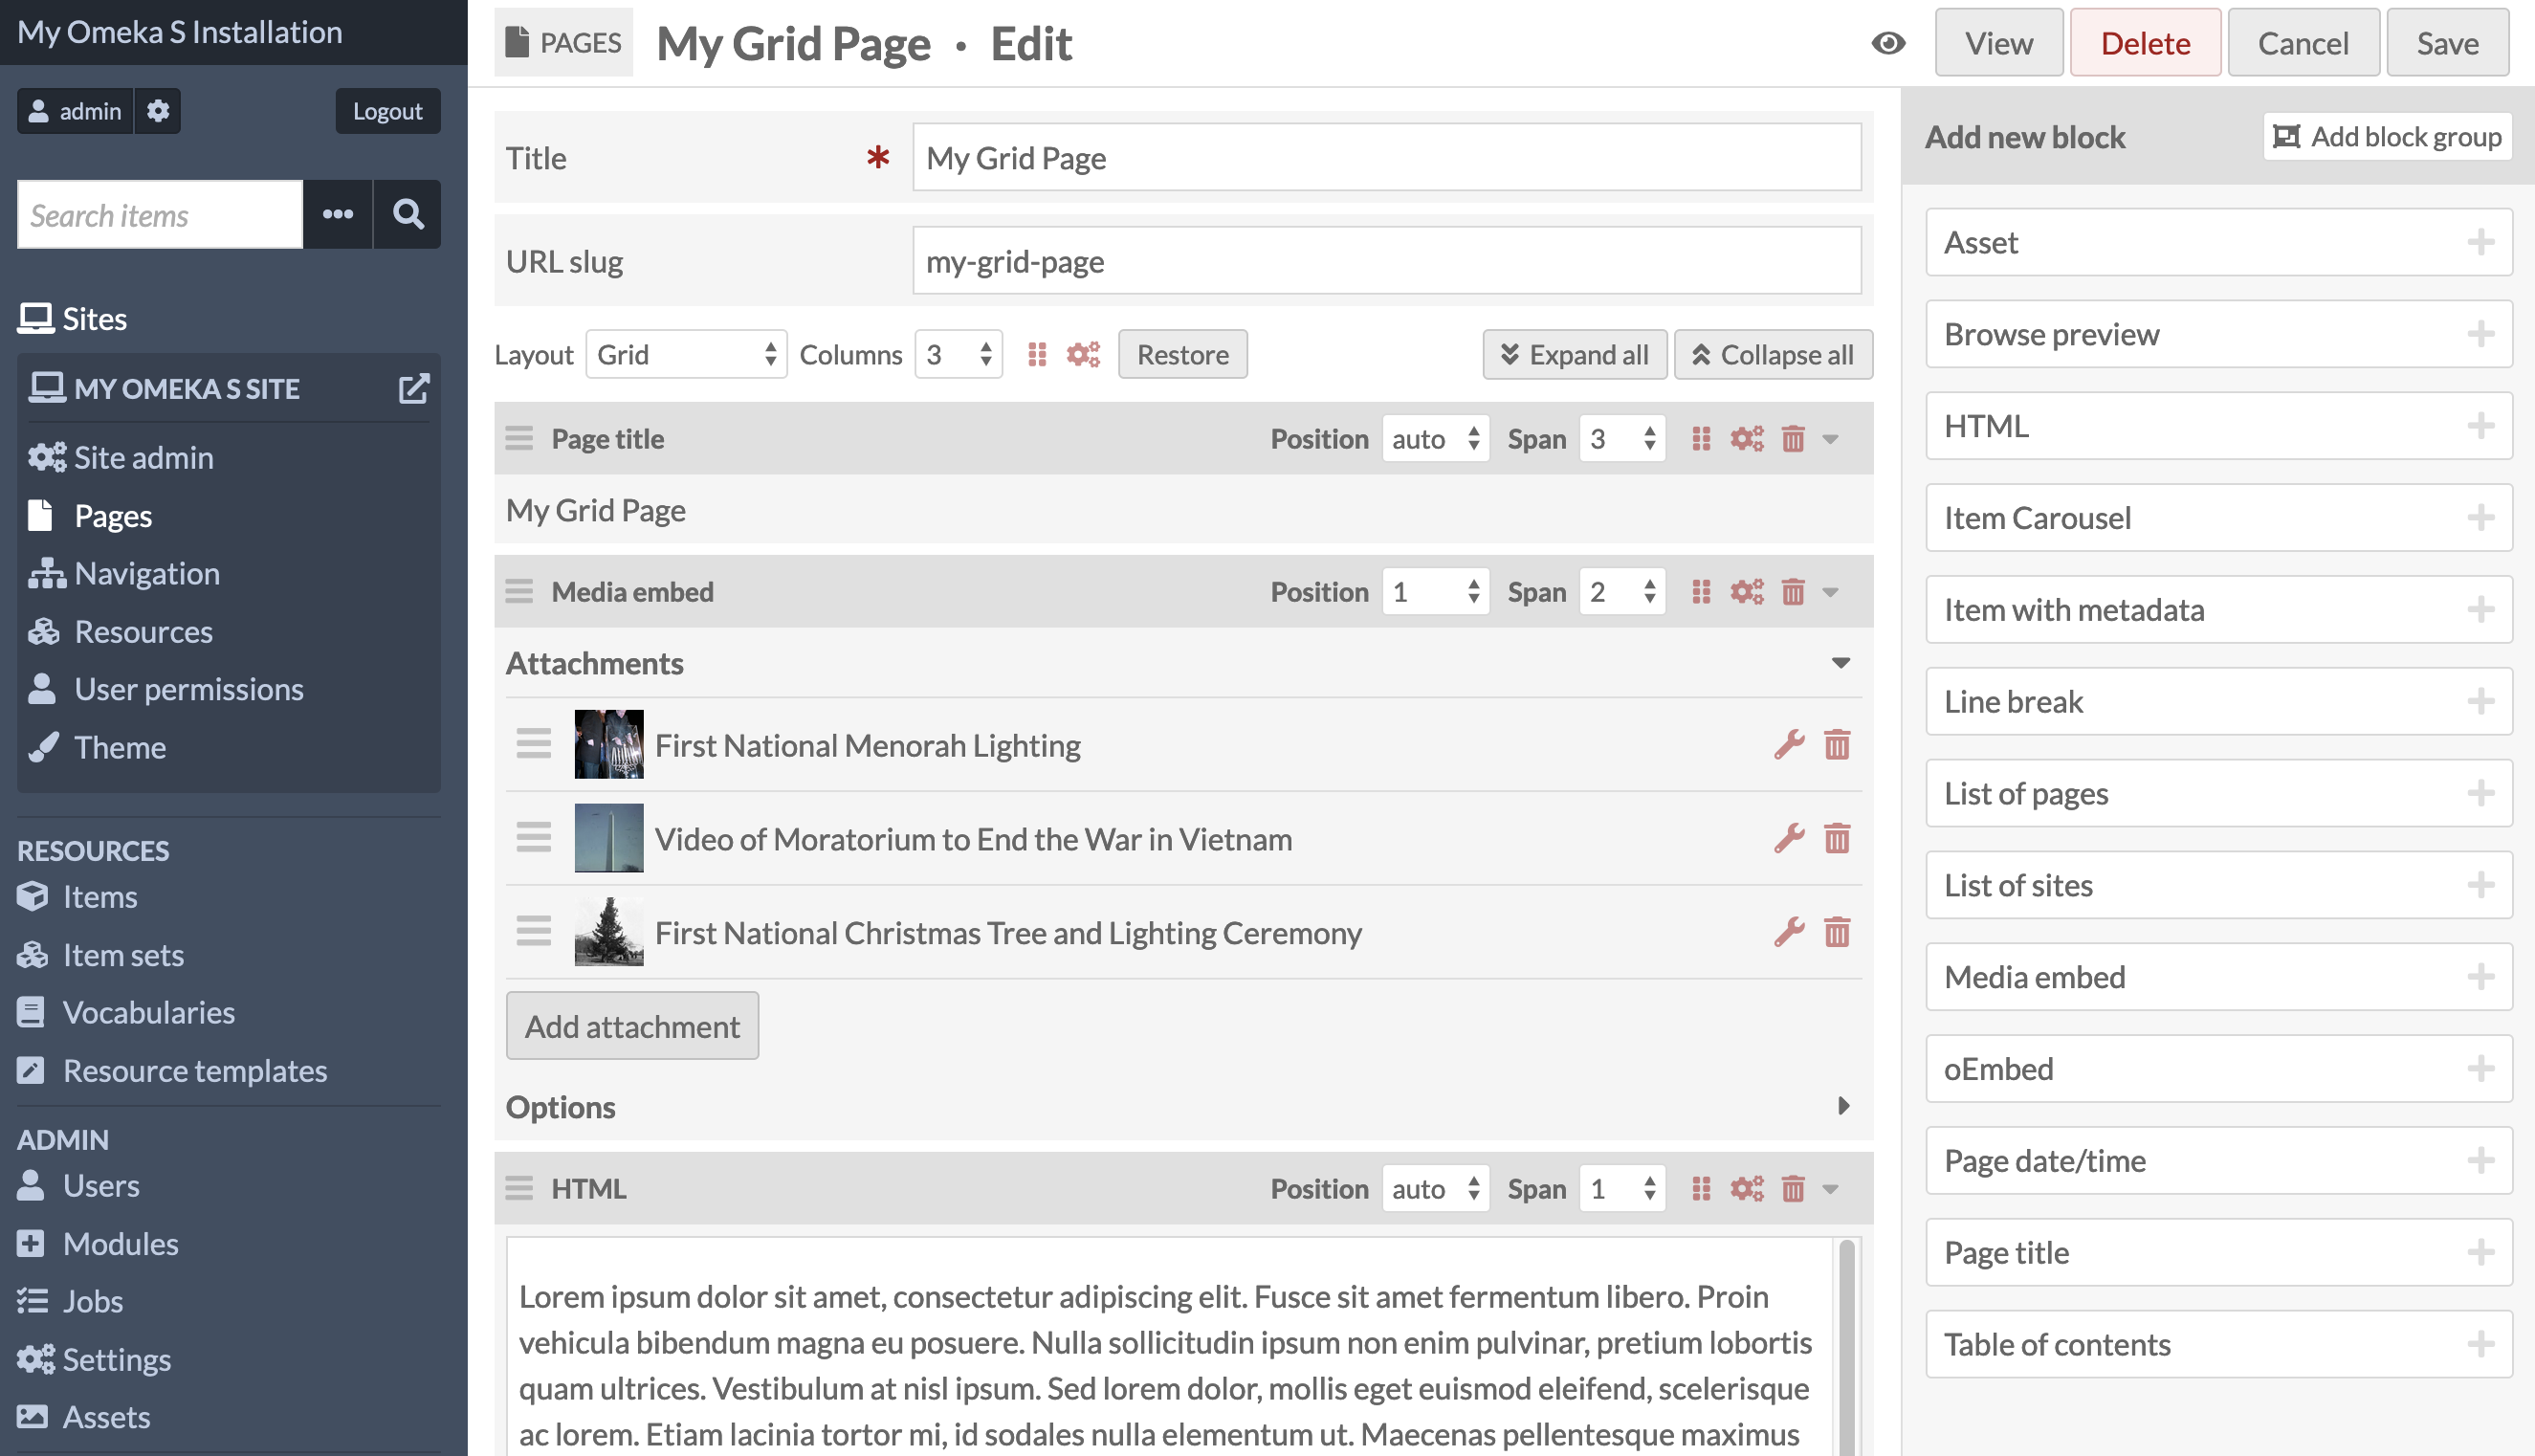 My Omeka S Installation
admin
Logout
Search items
Sites
MY OMEKA S SITE
Site admin
Pages
Navigation
Resources
User permissions
Theme
RESOURCES
Items
Item sets
Vocabularies
Resource templates
ADMIN
Users
Modules
Jobs
Settings
Assets
PAGES My Grid Page · Edit
View Delete Cancel Save
Title * My Grid Page
URL slug my-grid-page
Layout Grid Columns 3 Restore Expand all Collapse all
Page title Position auto Span 3
My Grid Page
Media embed Position 1 Span 2
Attachments
First National Menorah Lighting
Video of Moratorium to End the War in Vietnam
First National Christmas Tree and Lighting Ceremony
Add attachment
Options
HTML Position auto Span 1
Lorem ipsum dolor sit amet, consectetur adipiscing elit. Fusce sit amet fermentum libero. Proin
vehicula bibendum magna eu posuere. Nulla sollicitudin ipsum non enim pulvinar, pretium lobortis
quam ultrices. Vestibulum at nisl ipsum. Sed lorem dolor, mollis eget euismod eleifend, scelerisque
ac lorem. Etiam lacinia tortor mi, id sodales nulla elementum ut. Maecenas pellentesque maximus
Add new block Add block group
Asset
Browse preview
HTML
Item Carousel
Item with metadata
Line break
List of pages
List of sites
Media embed
oEmbed
Page date/time
Page title
Table of contents